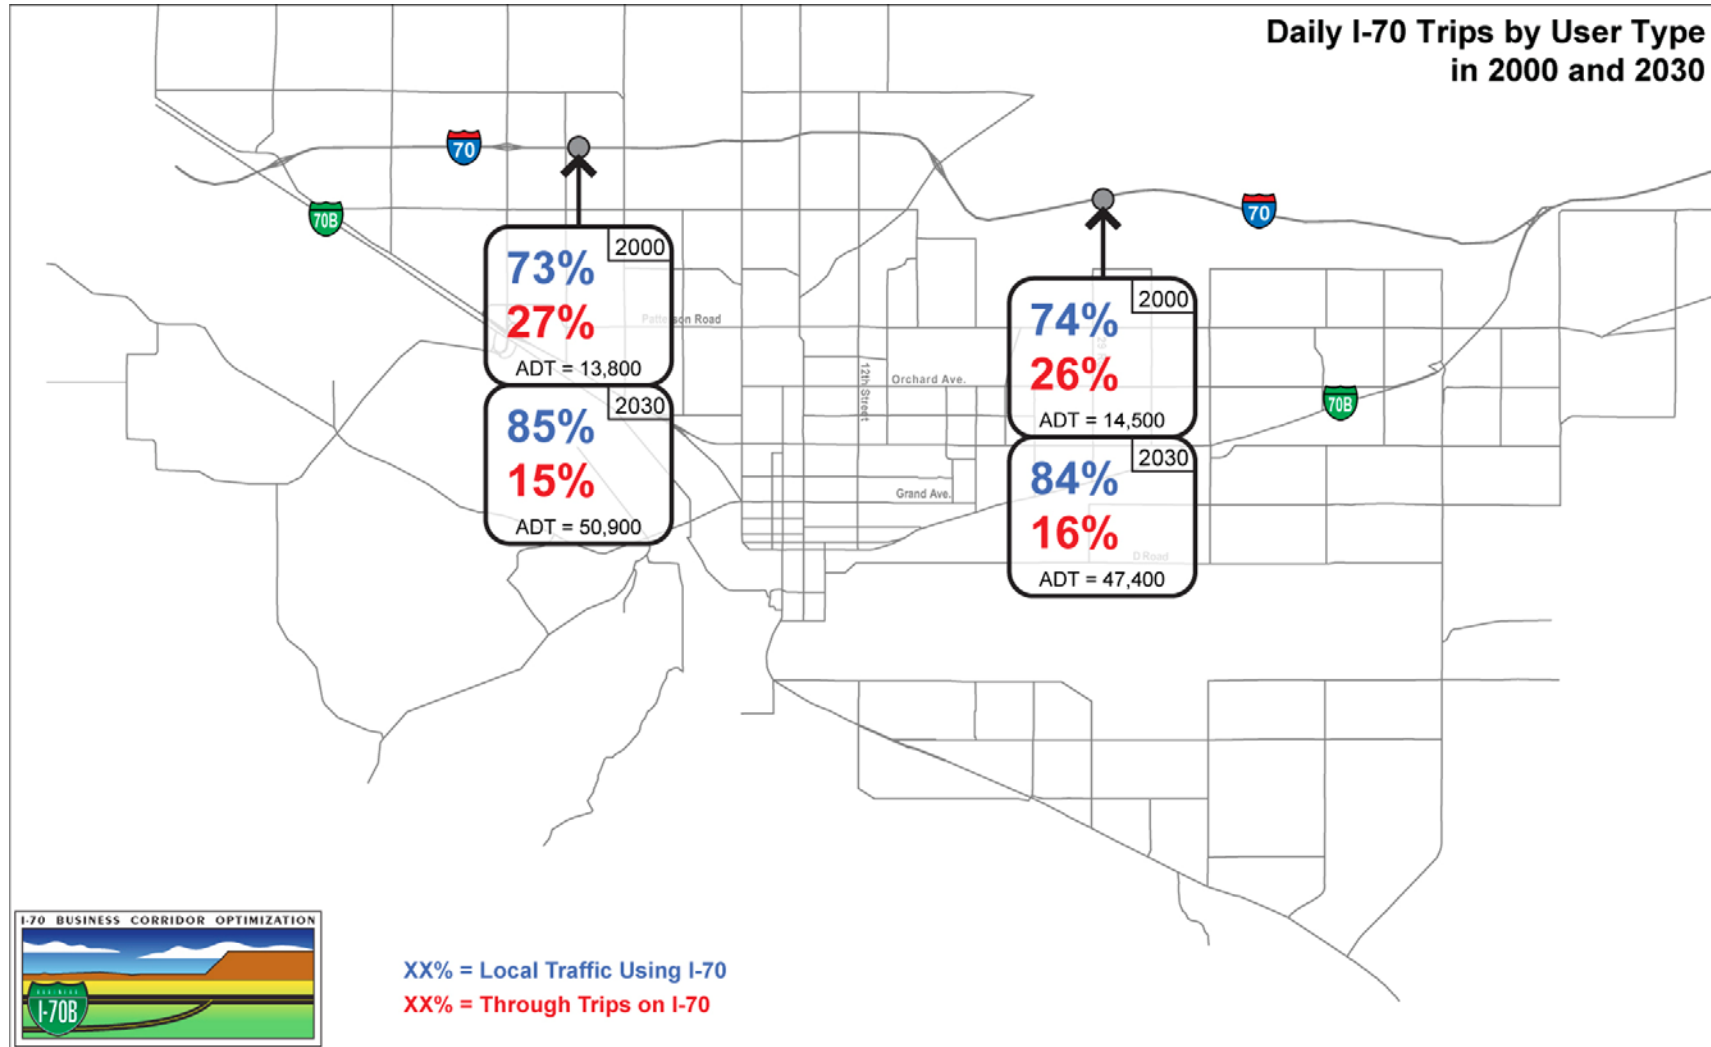 Daily I-70 Trips by User Type
in 2000 and 2030
70
70B
70
70B
2000
73%
27%
ADT = 13,800
2030
85%
15%
ADT = 50,900
2000
74%
26%
ADT = 14,500
2030
84%
16%
ADT = 47,400
Patterson Road
12th Street
Orchard Ave.
Grand Ave.
D Road
I-70 BUSINESS CORRIDOR OPTIMIZATION
BUSINESS
I-70B
XX% = Local Traffic Using I-70
XX% = Through Trips on I-70